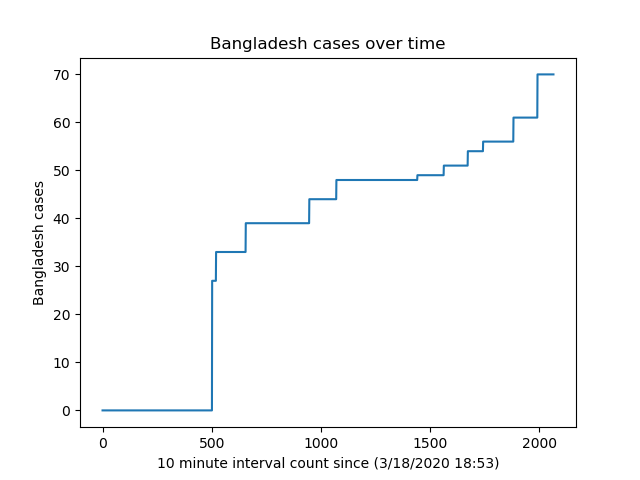 Bangladesh cases over time
70
60
50
40
30
20
10
0
Bangladesh cases
0 500 1000 1500 2000
10 minute interval count since (3/18/2020 18:53)